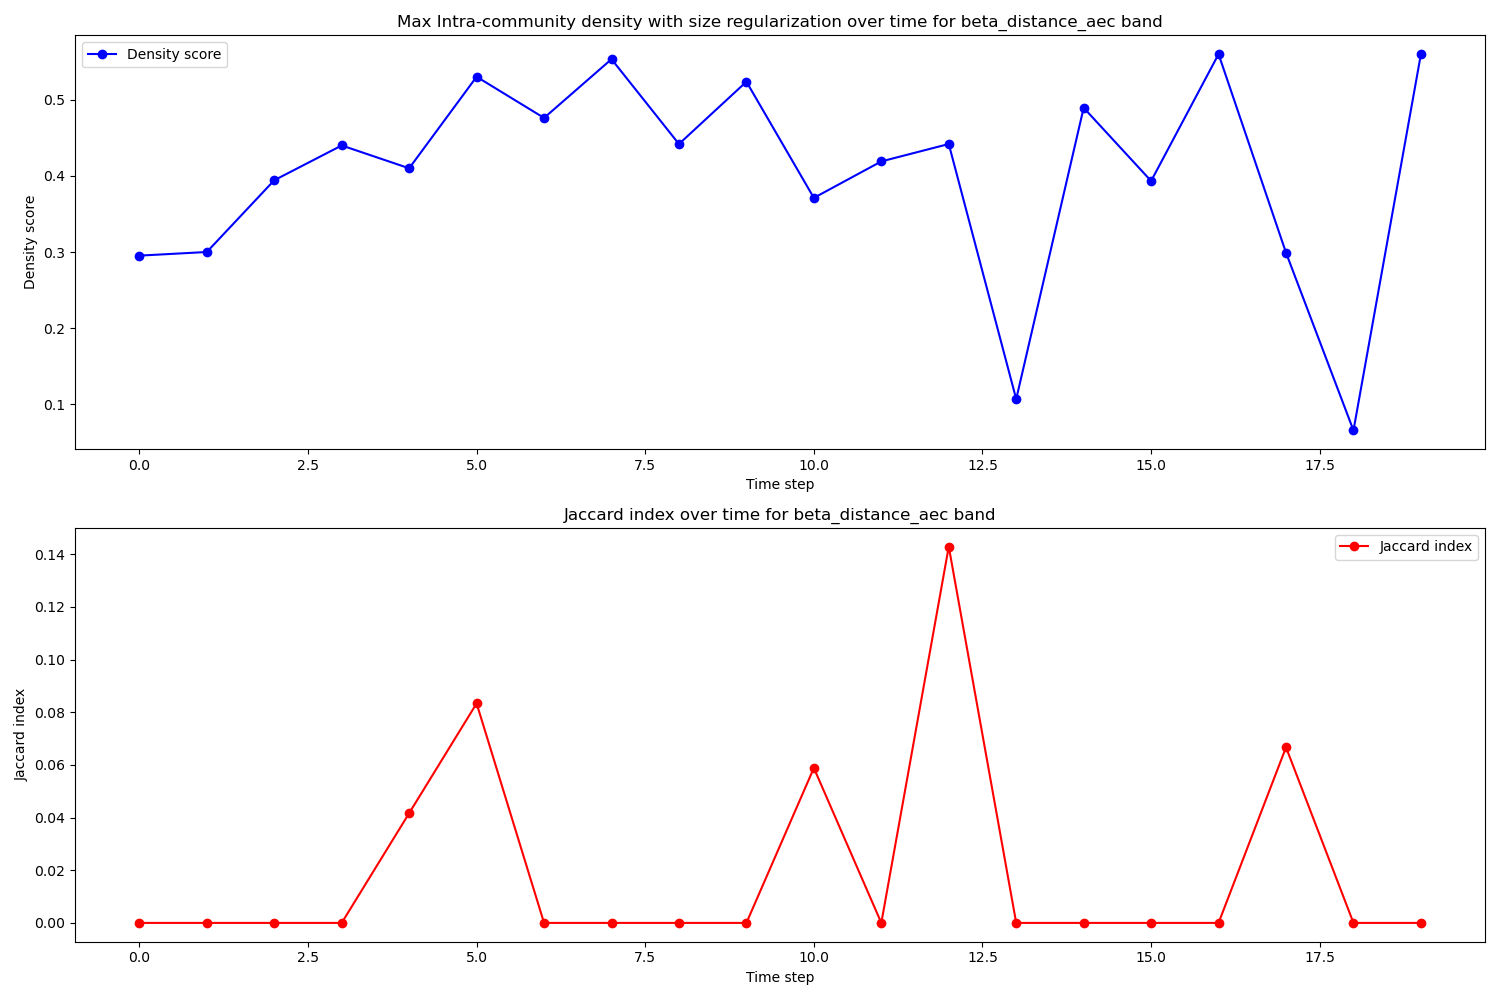 Max Intra-community density with size regularization over time for beta_distance_aec band
Density score
Density score
0.5
0.4
0.3
0.2
0.1
0.0 2.5 5.0 7.5 10.0 12.5 15.0 17.5
Time step
Jaccard index over time for beta_distance_aec band
Jaccard index
Jaccard index
0.14
0.12
0.10
0.08
0.06
0.04
0.02
0.00
0.0 2.5 5.0 7.5 10.0 12.5 15.0 17.5
Time step